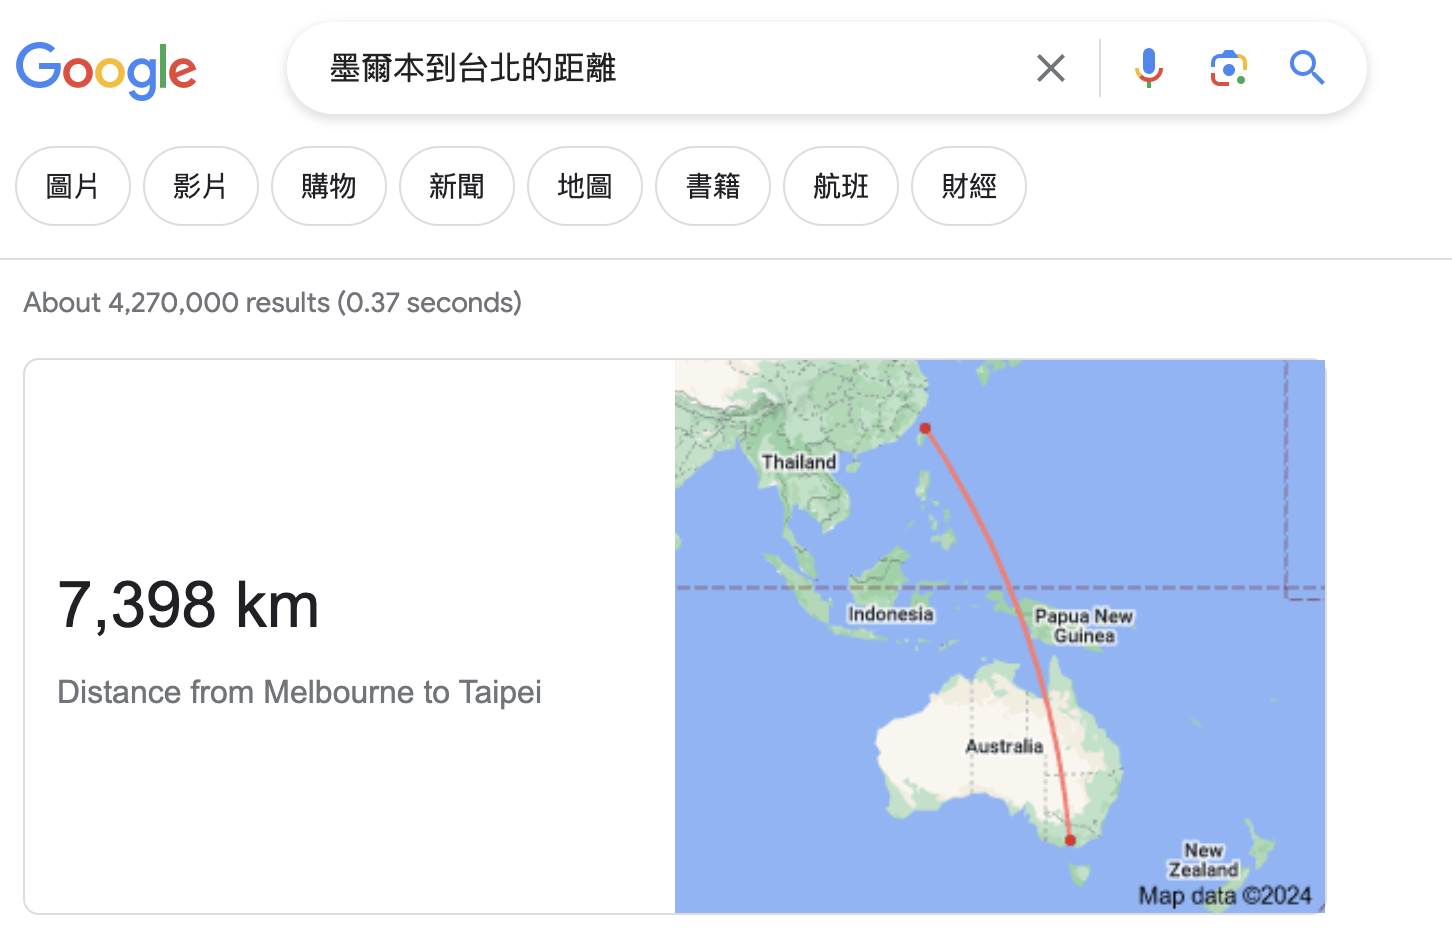 Google
墨爾本到台北的距離
圖片 影片 購物 新聞 地圖 書籍 航班 財經
About 4,270,000 results (0.37 seconds)
7,398 km
Distance from Melbourne to Taipei
Thailand
Indonesia
Papua New
Guinea
Australia
New
Zealand
Map data ©2024